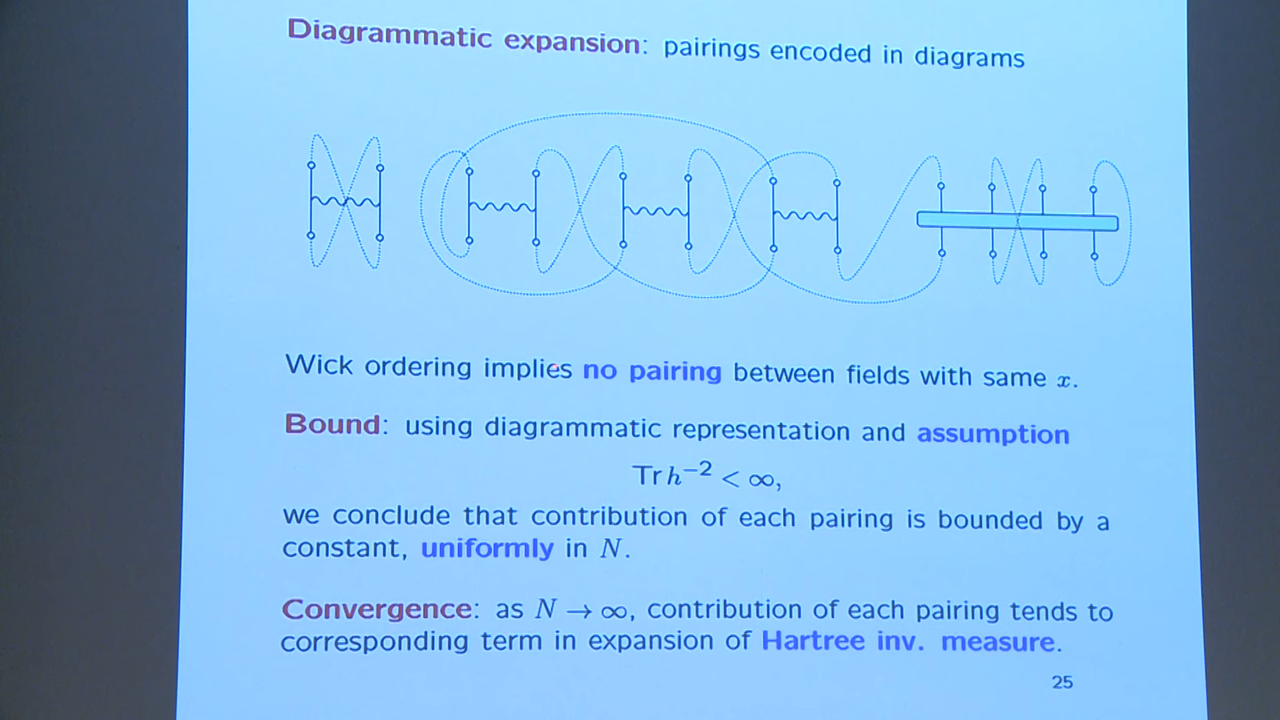 Diagrammatic expansion: pairings encoded in diagrams
Wick ordering implies no pairing between fields with same x.
Bound: using diagrammatic representation and assumption
Tr h⁻² < ∞,
we conclude that contribution of each pairing is bounded by a
constant, uniformly in N.
Convergence: as N → ∞, contribution of each pairing tends to
corresponding term in expansion of Hartree inv. measure.
25